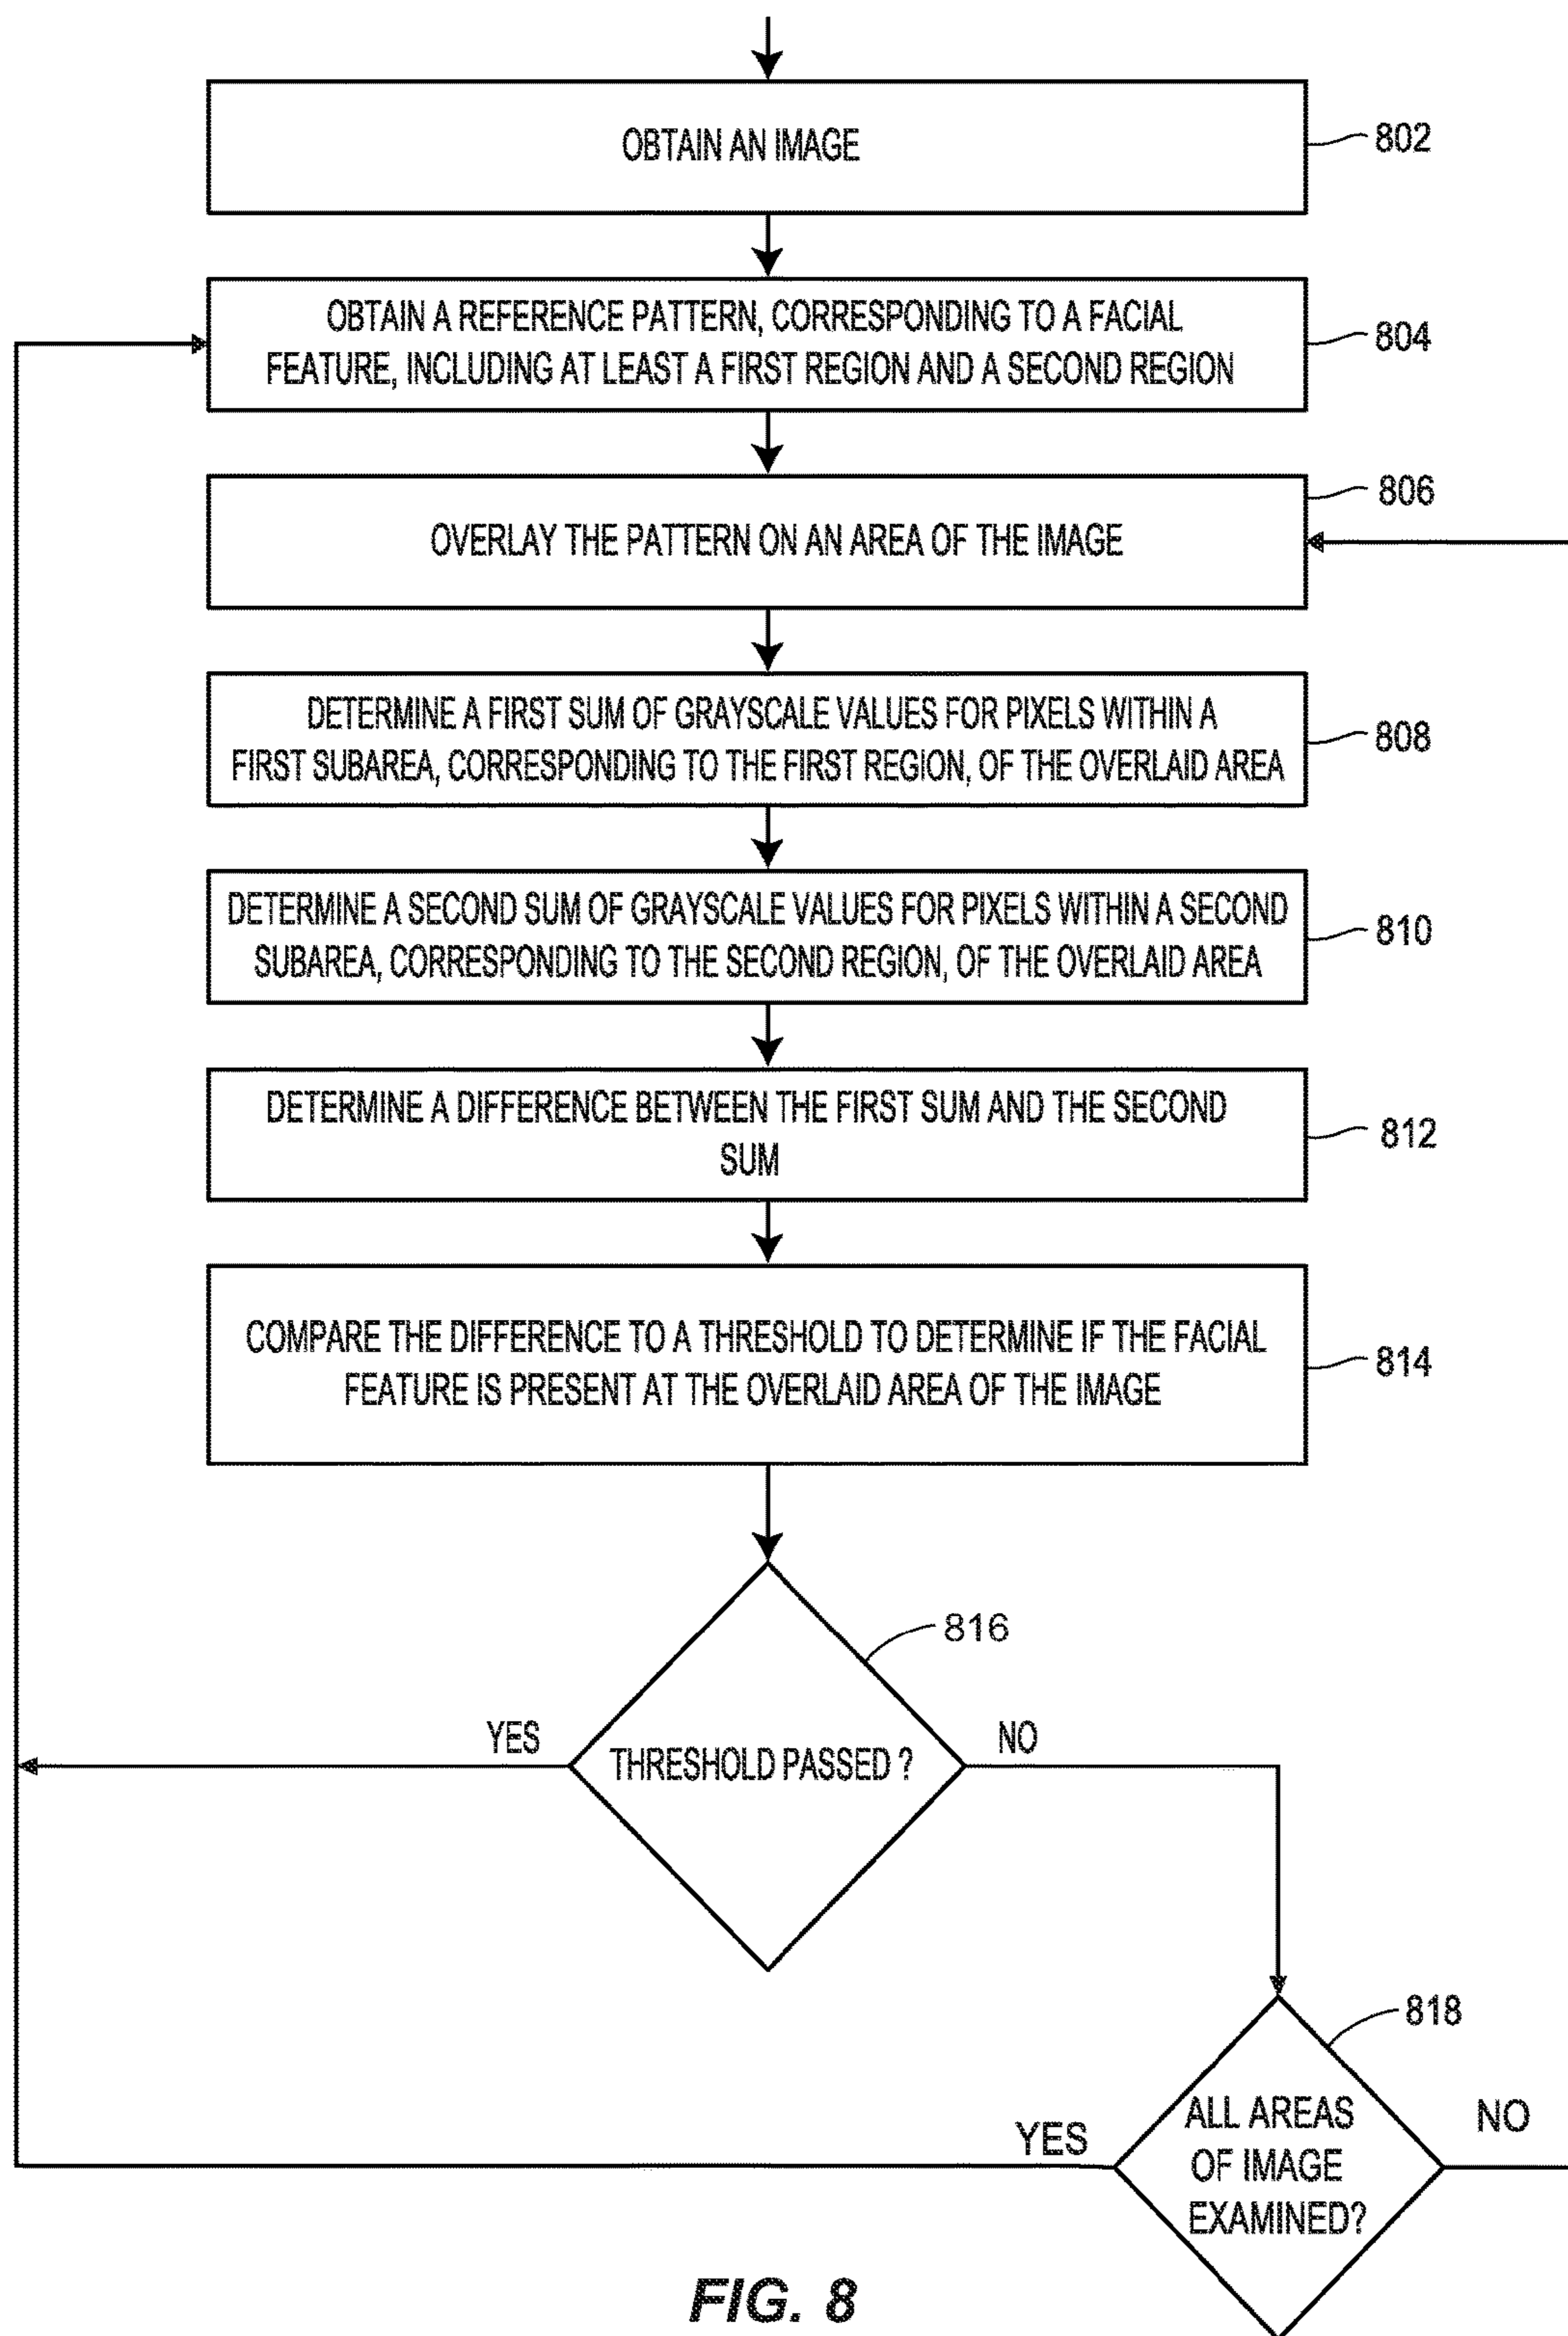 OBTAIN AN IMAGE
802
OBTAIN A REFERENCE PATTERN, CORRESPONDING TO A FACIAL
FEATURE, INCLUDING AT LEAST A FIRST REGION AND A SECOND REGION
804
806
OVERLAY THE PATTERN ON AN AREA OF THE IMAGE
DETERMINE A FIRST SUM OF GRAYSCALE VALUES FOR PIXELS WITHIN A
FIRST SUBAREA, CORRESPONDING TO THE FIRST REGION, OF THE OVERLAID AREA
808
DETERMINE A SECOND SUM OF GRAYSCALE VALUES FOR PIXELS WITHIN A SECOND
SUBAREA, CORRESPONDING TO THE SECOND REGION, OF THE OVERLAID AREA
810
DETERMINE A DIFFERENCE BETWEEN THE FIRST SUM AND THE SECOND
SUM
812
COMPARE THE DIFFERENCE TO A THRESHOLD TO DETERMINE IF THE FACIAL
FEATURE IS PRESENT AT THE OVERLAID AREA OF THE IMAGE
814
816
YES
THRESHOLD PASSED ?
NO
818
YES
ALL AREAS
OF IMAGE
EXAMINED?
NO
FIG. 8